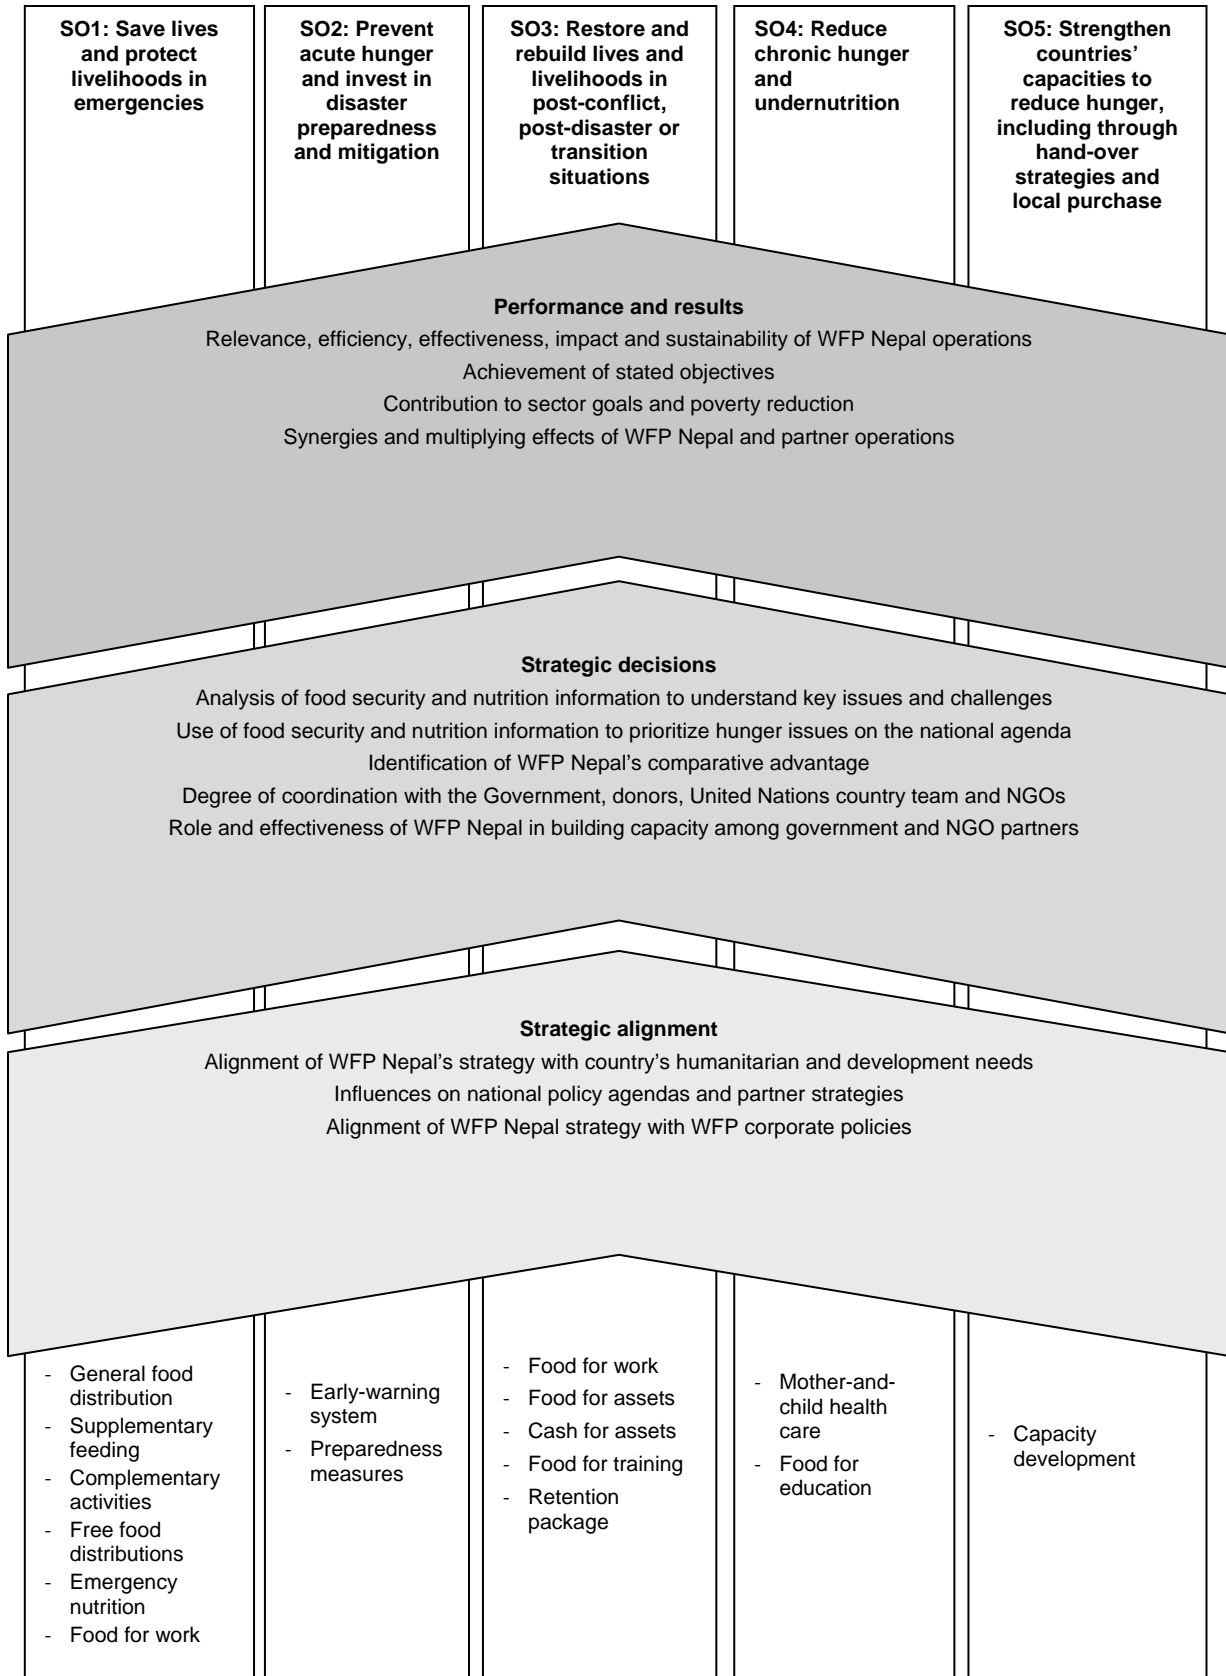 SO1: Save lives
and protect
livelihoods in
emergencies
SO2: Prevent
acute hunger
and invest in
disaster
preparedness
and mitigation
SO3: Restore and
rebuild lives and
livelihoods in
post-conflict,
post-disaster or
transition
situations
SO4: Reduce
chronic hunger
and
undernutrition
SO5: Strengthen
countries’
capacities to
reduce hunger,
including through
hand-over
strategies and
local purchase
Performance and results
Relevance, efficiency, effectiveness, impact and sustainability of WFP Nepal operations
Achievement of stated objectives
Contribution to sector goals and poverty reduction
Synergies and multiplying effects of WFP Nepal and partner operations
Strategic decisions
Analysis of food security and nutrition information to understand key issues and challenges
Use of food security and nutrition information to prioritize hunger issues on the national agenda
Identification of WFP Nepal’s comparative advantage
Degree of coordination with the Government, donors, United Nations country team and NGOs
Role and effectiveness of WFP Nepal in building capacity among government and NGO partners
Strategic alignment
Alignment of WFP Nepal’s strategy with country’s humanitarian and development needs
Influences on national policy agendas and partner strategies
Alignment of WFP Nepal strategy with WFP corporate policies
- General food
distribution
- Supplementary
feeding
- Complementary
activities
- Free food
distributions
- Emergency
nutrition
- Food for work
- Early-warning
system
- Preparedness
measures
- Food for work
- Food for assets
- Cash for assets
- Food for training
- Retention
package
- Mother-and-
child health
care
- Food for
education
- Capacity
development